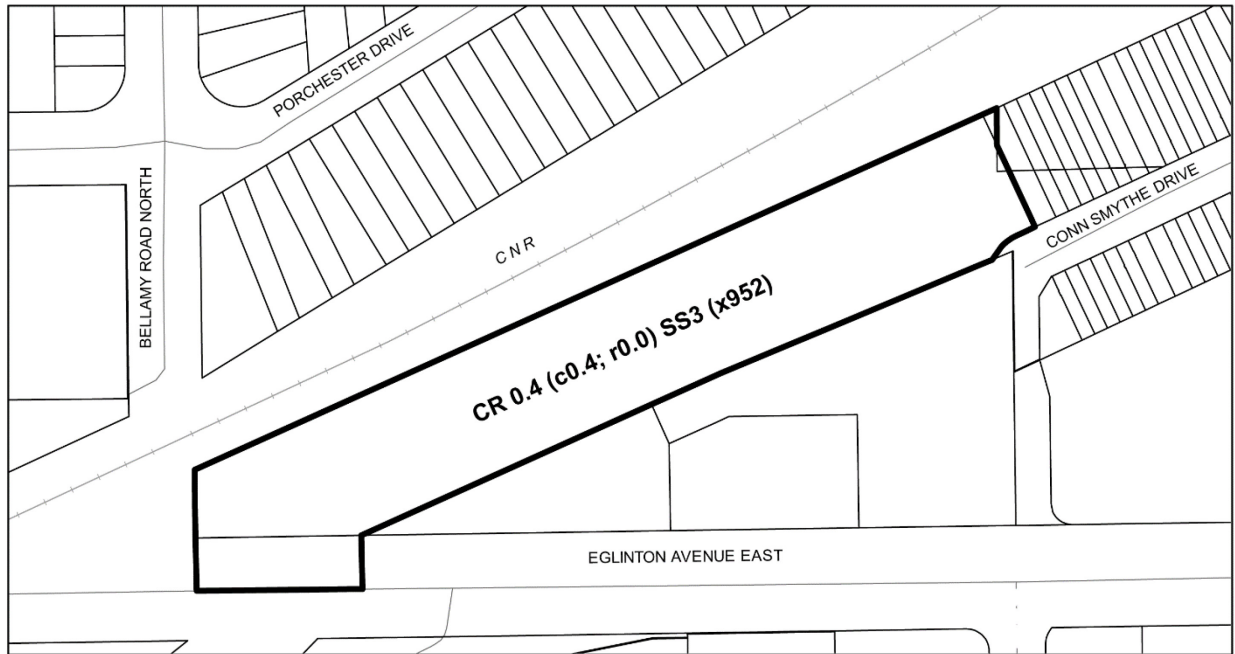 PORCHESTER DRIVE
BELLAMY ROAD NORTH
CNR
CONN SMYTHE DRIVE
CR 0.4 (c0.4; r0.0) SS3 (x952)
EGLINTON AVENUE EAST